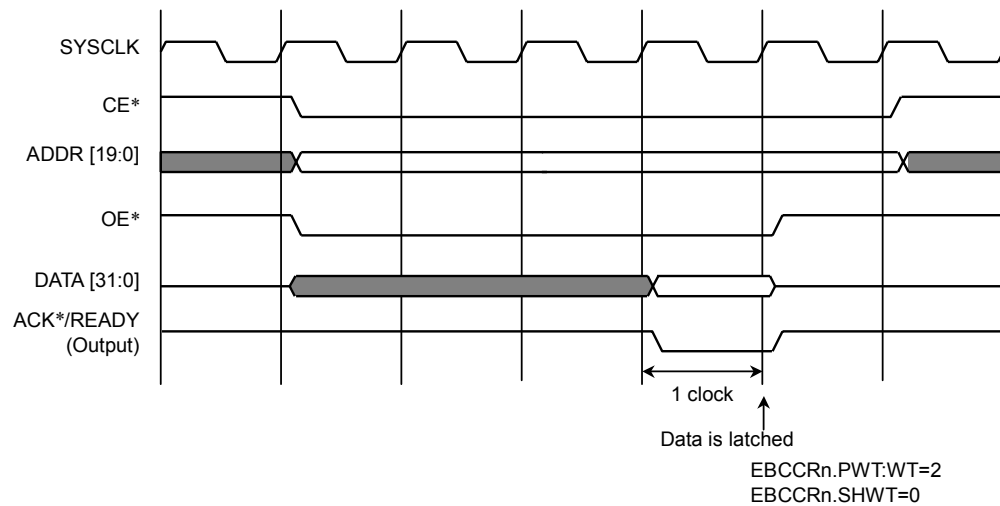 SYSCLK
CE*
ADDR [19:0]
OE*
DATA [31:0]
ACK*/READY
(Output)
1 clock
Data is latched
EBCCRn.PWT:WT=2
EBCCRn.SHWT=0